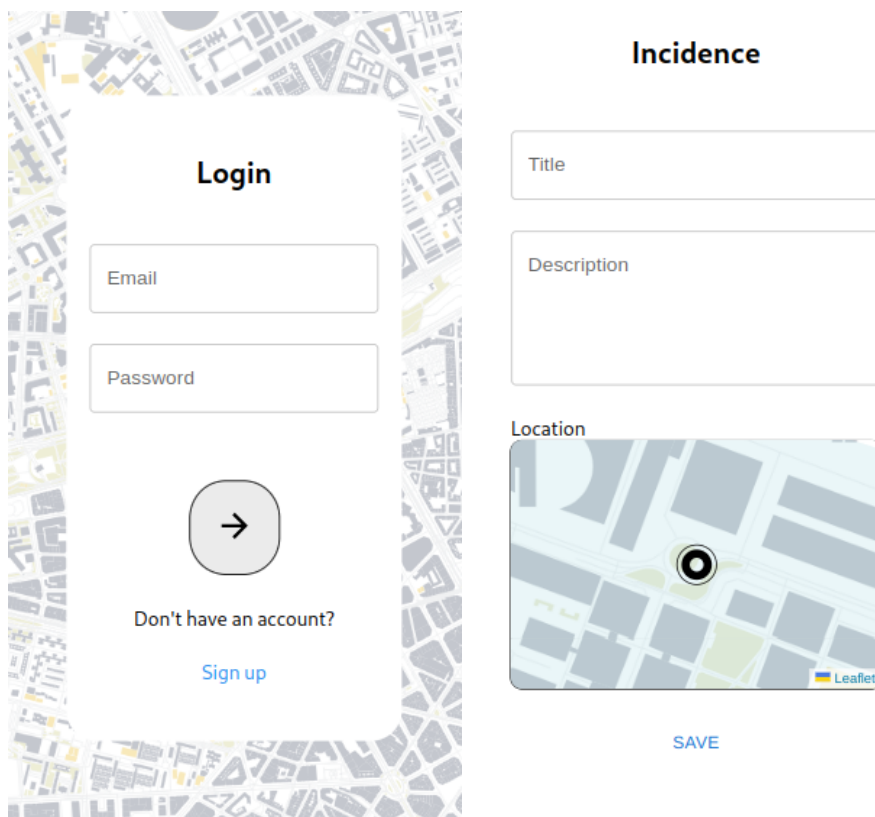 Login
Email
Password
Don't have an account?
Sign up
Incidence
Title
Description
Location
Leaflet
SAVE